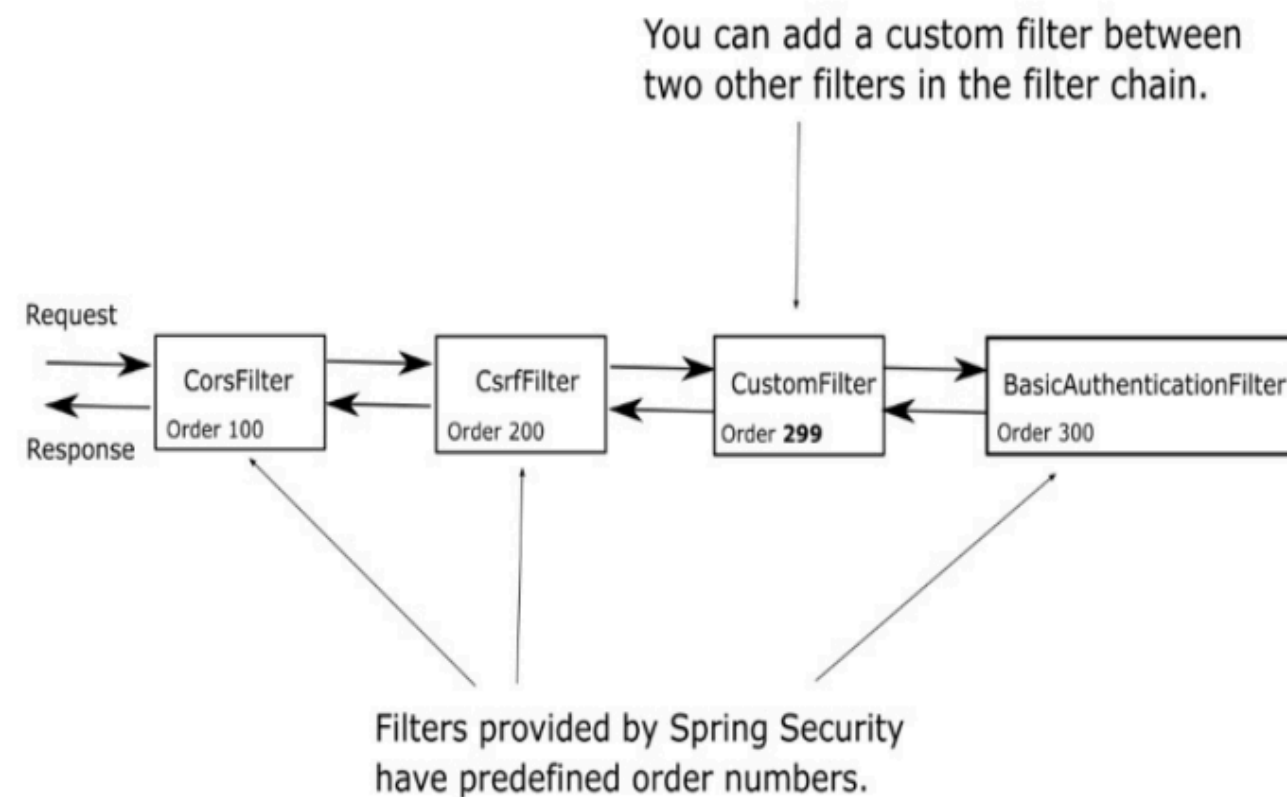 You can add a custom filter between
two other filters in the filter chain.
Request
Response
CorsFilter
Order 100
CsrfFilter
Order 200
CustomFilter
Order 299
BasicAuthenticationFilter
Order 300
Filters provided by Spring Security
have predefined order numbers.